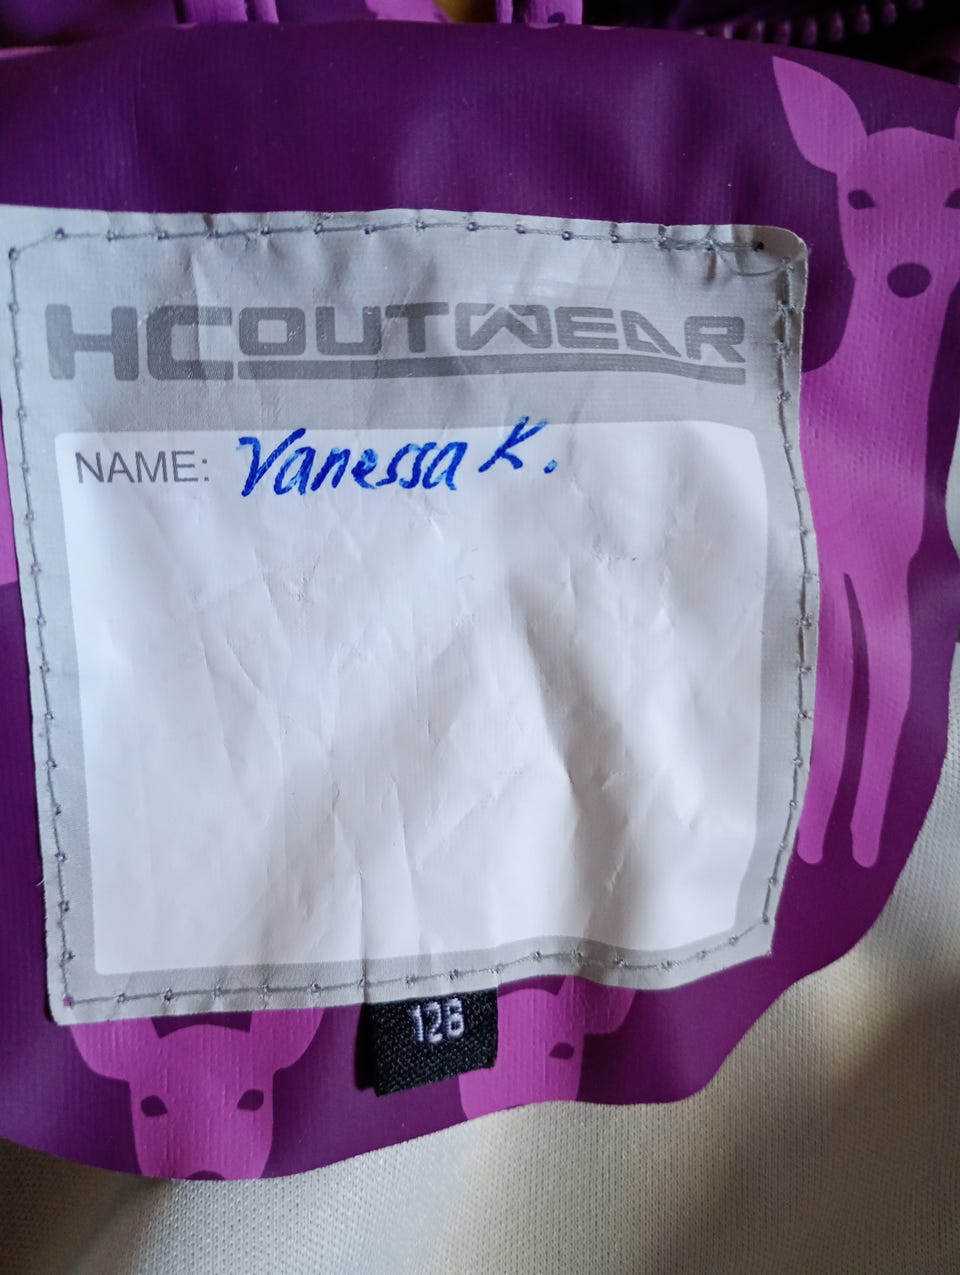 HCOUTWEAR
NAME: Vanessa K.
128